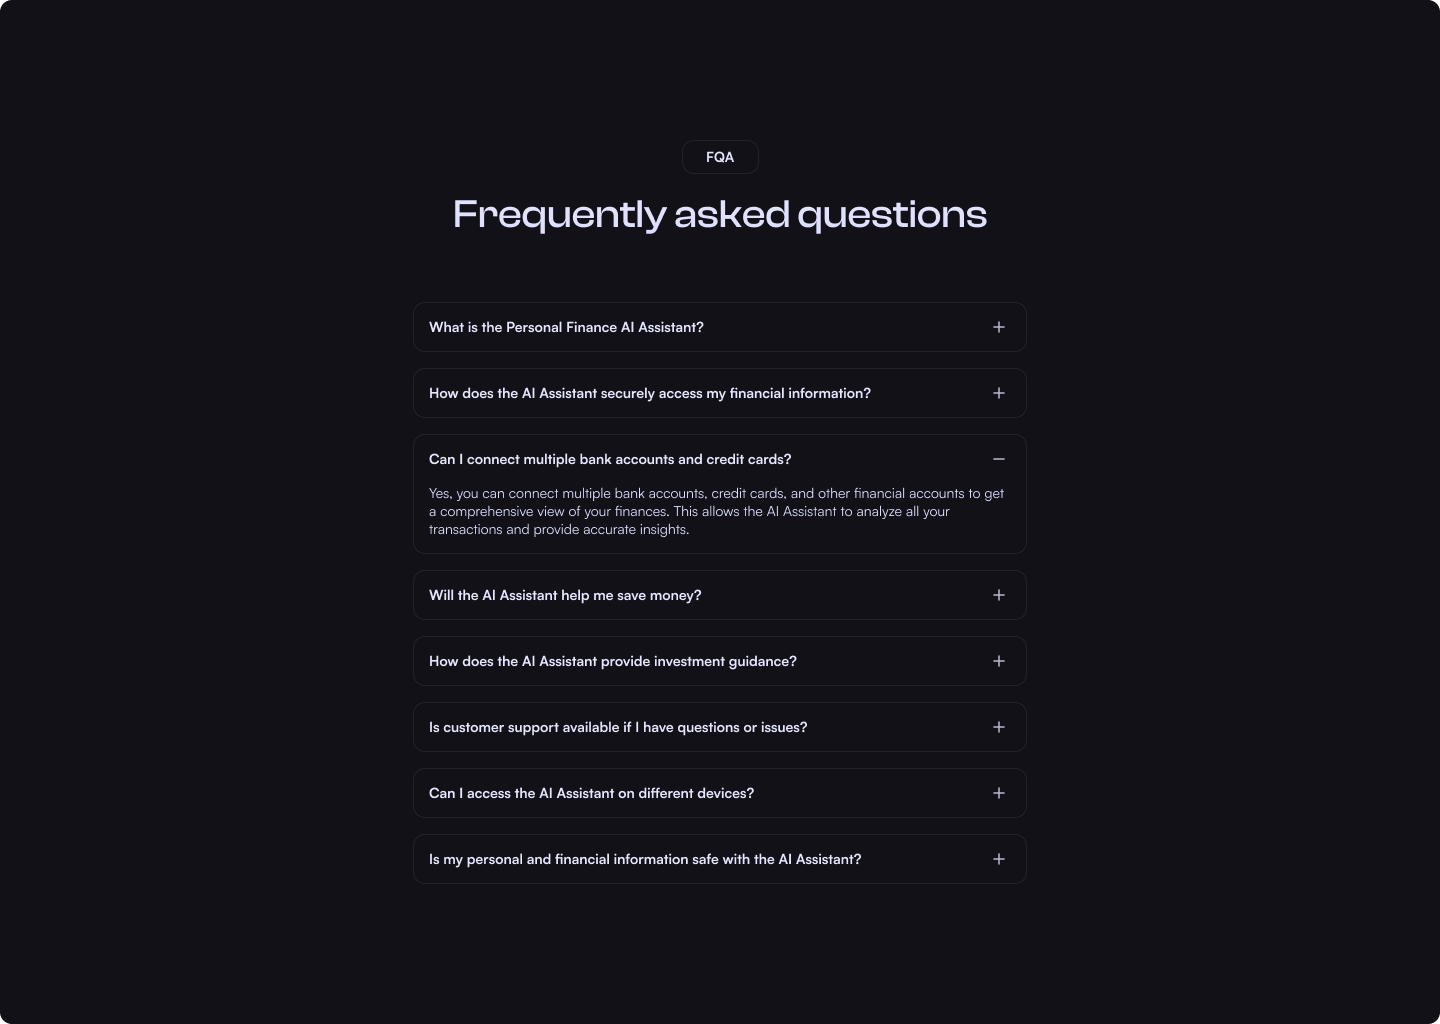 FQA
Frequently asked questions
What is the Personal Finance AI Assistant?
How does the AI Assistant securely access my financial information?
Can I connect multiple bank accounts and credit cards?
Yes, you can connect multiple bank accounts, credit cards, and other financial accounts to get
a comprehensive view of your finances. This allows the AI Assistant to analyze all your
transactions and provide accurate insights.
Will the AI Assistant help me save money?
How does the AI Assistant provide investment guidance?
Is customer support available if I have questions or issues?
Can I access the AI Assistant on different devices?
Is my personal and financial information safe with the AI Assistant?